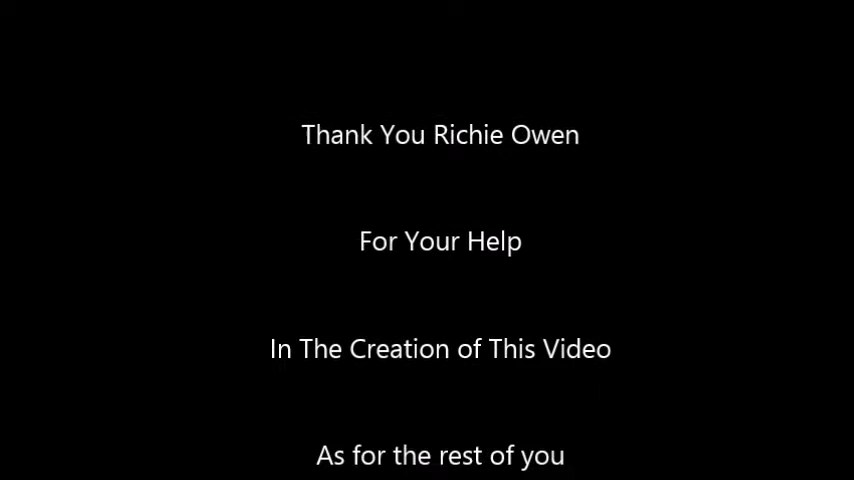 Thank You Richie Owen
For Your Help
In The Creation of This Video
As for the rest of you